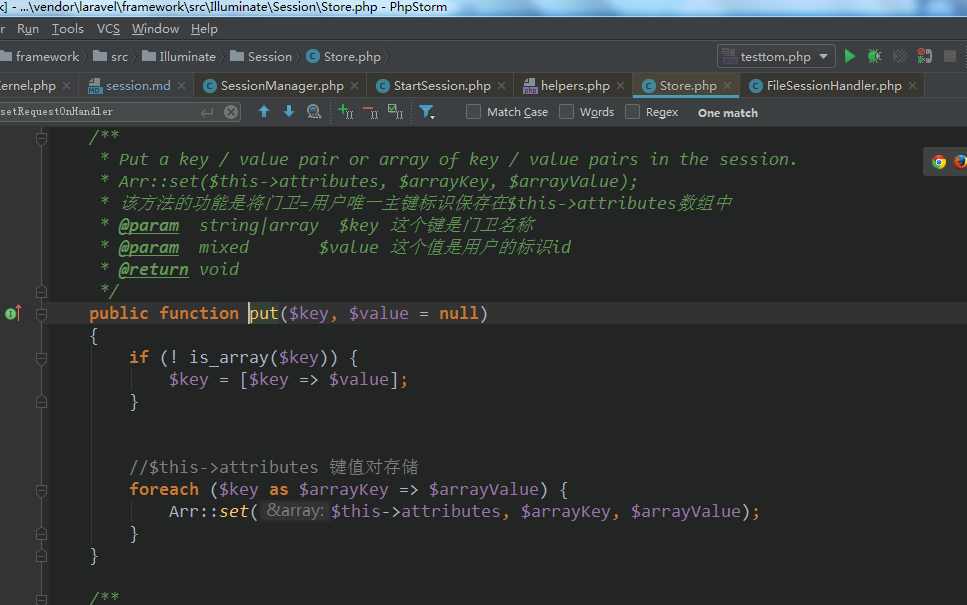 k] - ...\vendor\laravel\framework\src\Illuminate\Session\Store.php - PhpStorm
r Run Tools VCS Window Help
framework src Illuminate Session Store.php testtom.php
ernel.php session.md SessionManager.php StartSession.php helpers.php Store.php FileSessionHandler.php
setRequestOnHandler Match Case Words Regex One match
/**
* Put a key / value pair or array of key / value pairs in the session.
* Arr::set($this->attributes, $arrayKey, $arrayValue);
* 该方法的功能是将门卫=用户唯一主键标识保存在$this->attributes数组中
* @param string|array $key 这个键是门卫名称
* @param mixed $value 这个值是用户的标识id
* @return void
*/
public function put($key, $value = null)
{
if (! is_array($key)) {
$key = [$key => $value];
}
//$this->attributes 键值对存储
foreach ($key as $arrayKey => $arrayValue) {
Arr::set(&array: $this->attributes, $arrayKey, $arrayValue);
}
}
/**